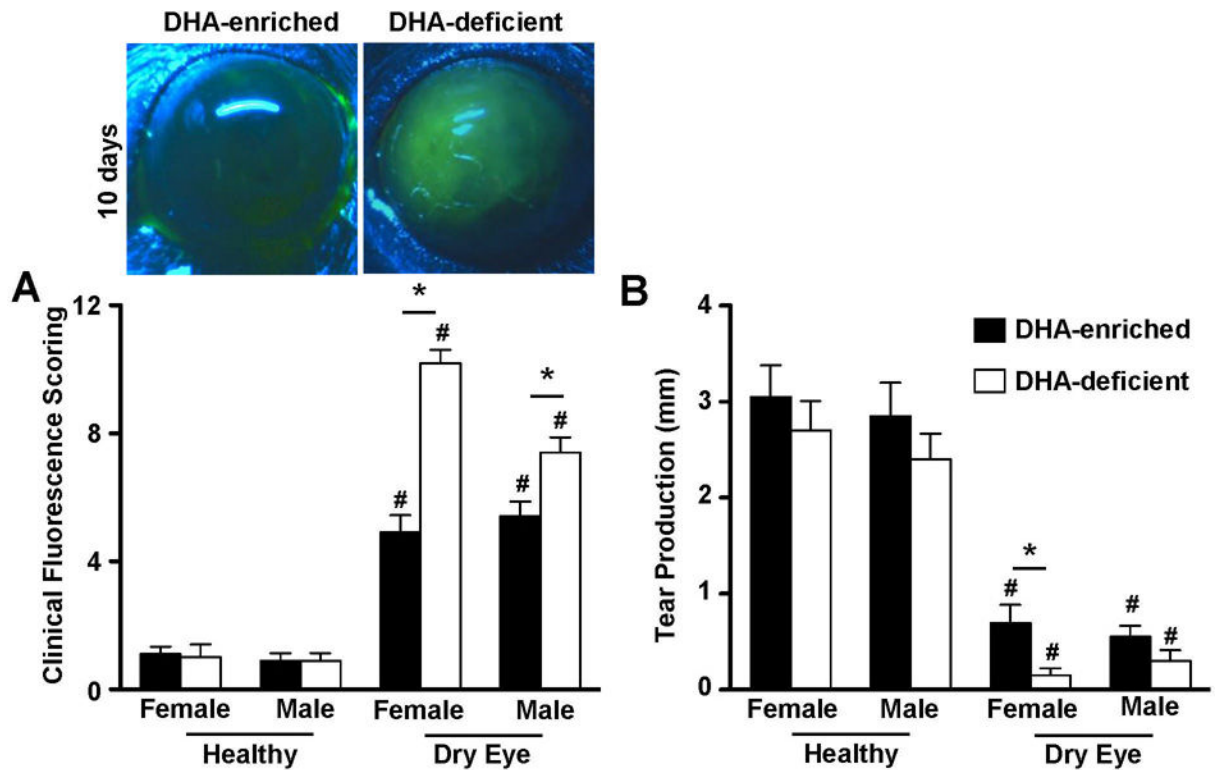 DHA-enriched DHA-deficient
10 days
A
Clinical Fluorescence Scoring
12
8
4
0
*
#
#
*
#
#
Female Male Female Male
Healthy Dry Eye
B
Tear Production (mm)
4
3
2
1
0
DHA-enriched
DHA-deficient
*
#
#
#
#
Female Male Female Male
Healthy Dry Eye